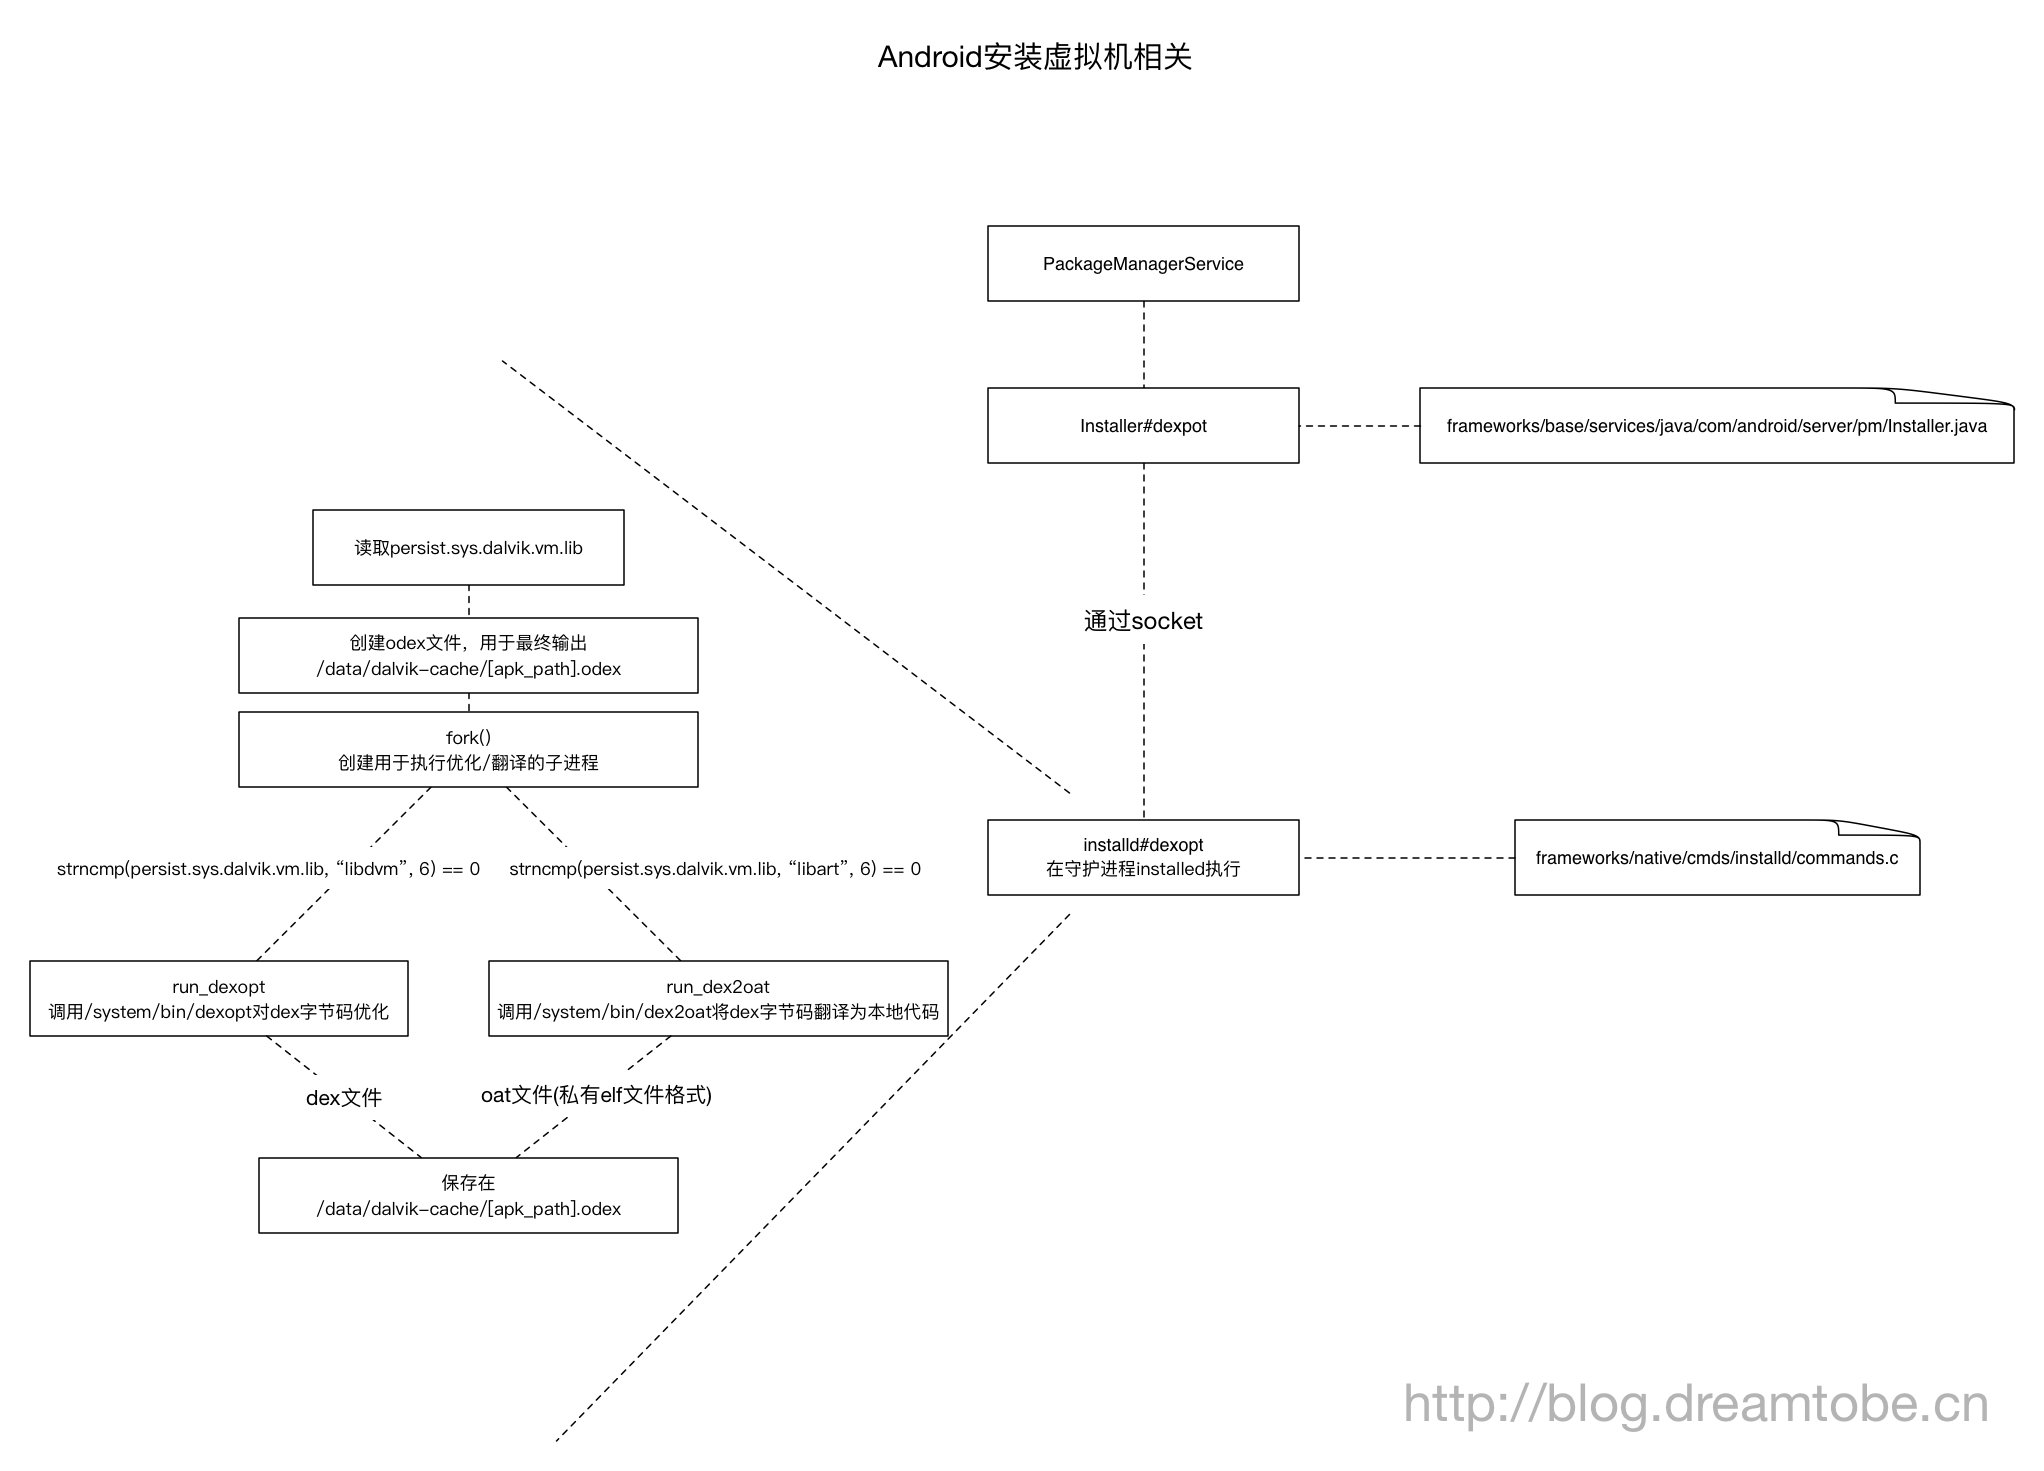 Android安装虚拟机相关
PackageManagerService
Installer#dexpot
frameworks/base/services/java/com/android/server/pm/Installer.java
通过socket
installd#dexopt
在守护进程installed执行
frameworks/native/cmds/installd/commands.c
读取persist.sys.dalvik.vm.lib
创建odex文件，用于最终输出
/data/dalvik-cache/[apk_path].odex
fork()
创建用于执行优化/翻译的子进程
strncmp(persist.sys.dalvik.vm.lib, “libdvm”, 6) == 0
strncmp(persist.sys.dalvik.vm.lib, “libart”, 6) == 0
run_dexopt
调用/system/bin/dexopt对dex字节码优化
run_dex2oat
调用/system/bin/dex2oat将dex字节码翻译为本地代码
dex文件
oat文件(私有elf文件格式)
保存在
/data/dalvik-cache/[apk_path].odex
http://blog.dreamtobe.cn